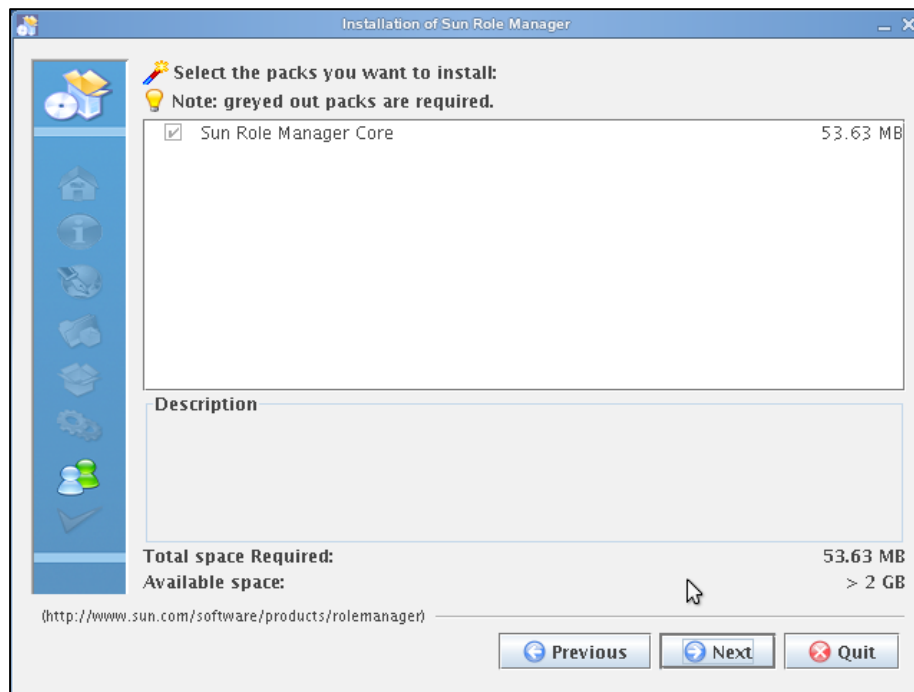 Installation of Sun Role Manager
Select the packs you want to install:
Note: greyed out packs are required.
Sun Role Manager Core 53.63 MB
Description
Total space Required: 53.63 MB
Available space: > 2 GB
(http://www.sun.com/software/products/rolemanager)
Previous Next Quit